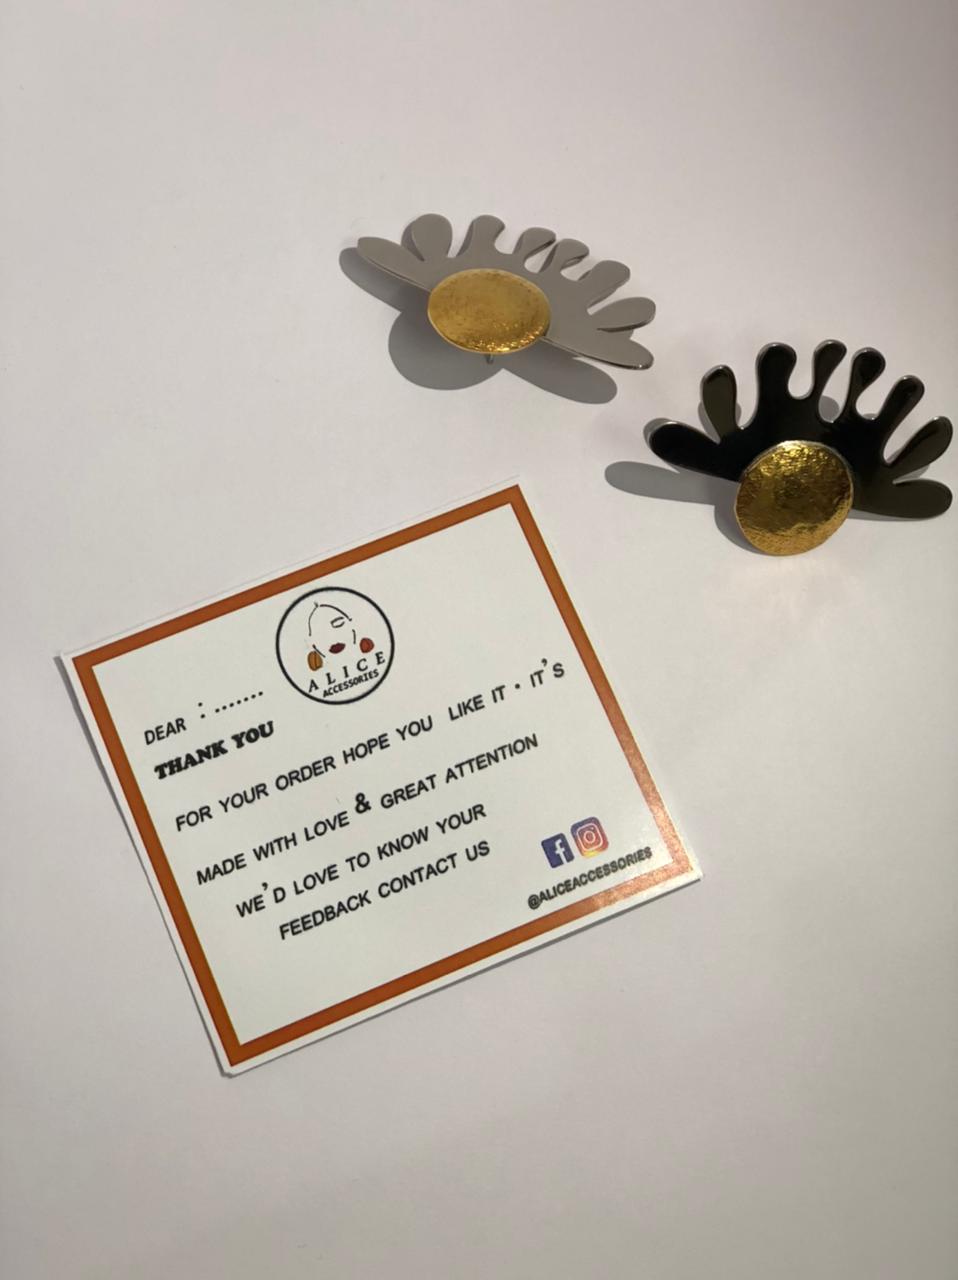 ALICE
ACCESSORIES
DEAR : .......
THANK YOU
FOR YOUR ORDER HOPE YOU LIKE IT · IT'S
MADE WITH LOVE & GREAT ATTENTION
WE'D LOVE TO KNOW YOUR
FEEDBACK CONTACT US
@ALICEACCESSORIES